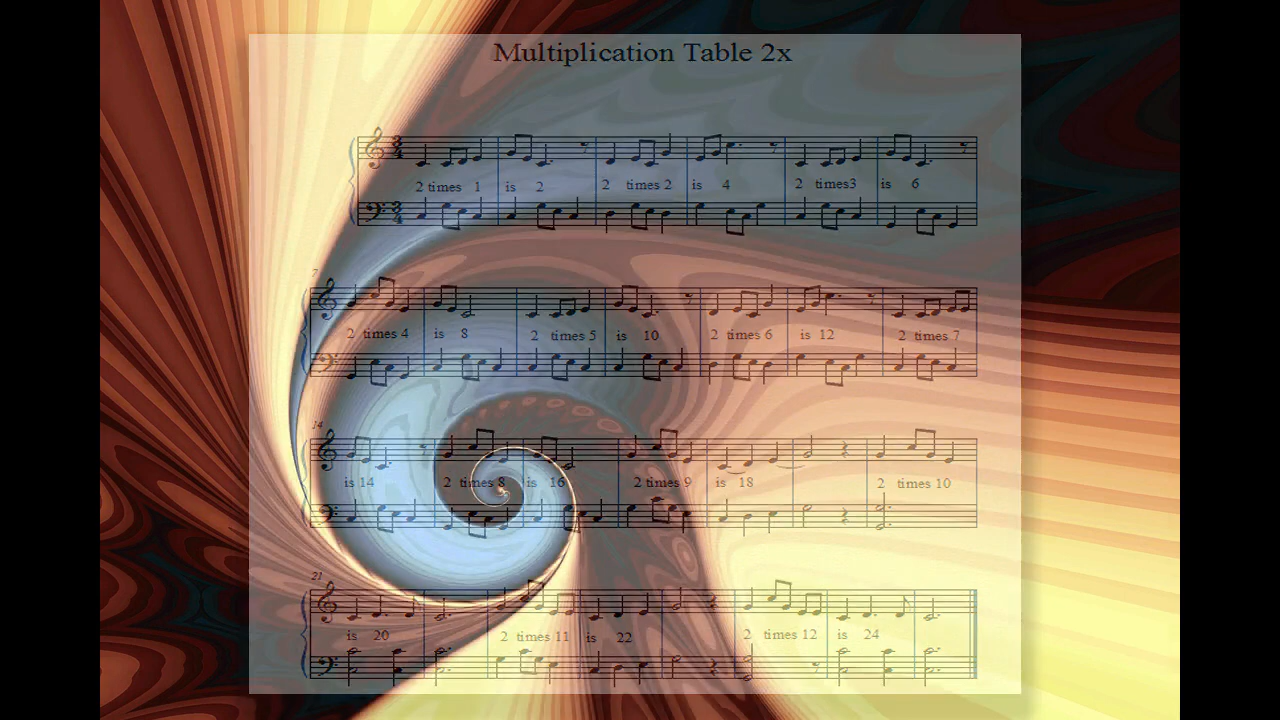 Multiplication Table 2x
2 times 1 is 2 2 times 2 is 4 2 times3 is 6
7
2 times 4 is 8 2 times 5 is 10 2 times 6 is 12 2 times 7
14
is 14 2 times 8 is 16 2 times 9 is 18 2 times 10
21
is 20 2 times 11 is 22 2 times 12 is 24